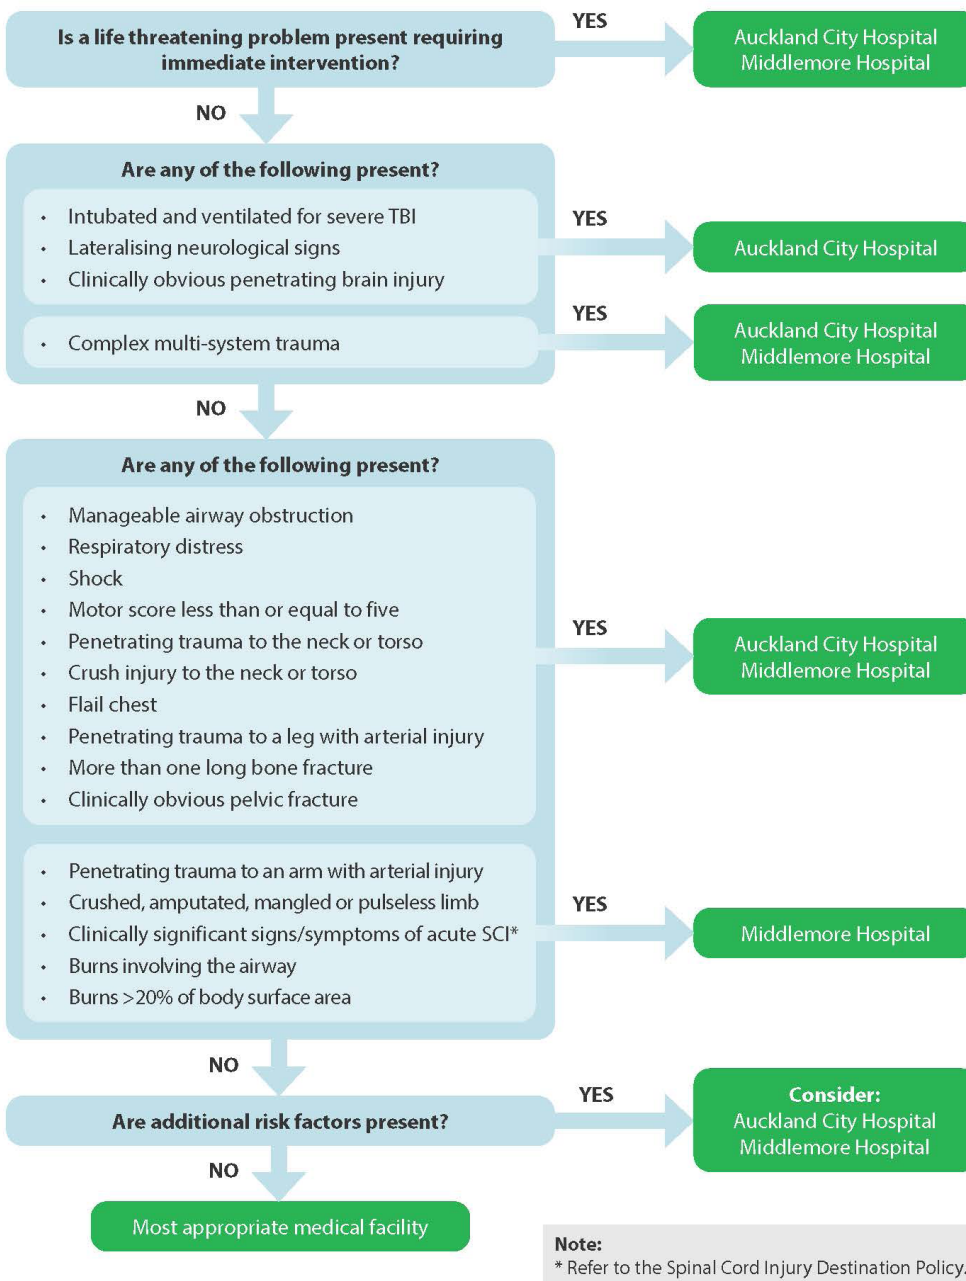 Is a life threatening problem present requiring
immediate intervention?
YES
Auckland City Hospital
Middlemore Hospital
NO
Are any of the following present?
• Intubated and ventilated for severe TBI
• Lateralising neurological signs
• Clinically obvious penetrating brain injury
YES
Auckland City Hospital
• Complex multi-system trauma
YES
Auckland City Hospital
Middlemore Hospital
NO
Are any of the following present?
• Manageable airway obstruction
• Respiratory distress
• Shock
• Motor score less than or equal to five
• Penetrating trauma to the neck or torso
• Crush injury to the neck or torso
• Flail chest
• Penetrating trauma to a leg with arterial injury
• More than one long bone fracture
• Clinically obvious pelvic fracture
YES
Auckland City Hospital
Middlemore Hospital
• Penetrating trauma to an arm with arterial injury
• Crushed, amputated, mangled or pulseless limb
• Clinically significant signs/symptoms of acute SCI*
• Burns involving the airway
• Burns >20% of body surface area
YES
Middlemore Hospital
NO
Are additional risk factors present?
YES
Consider:
Auckland City Hospital
Middlemore Hospital
NO
Most appropriate medical facility
Note:
* Refer to the Spinal Cord Injury Destination Policy.